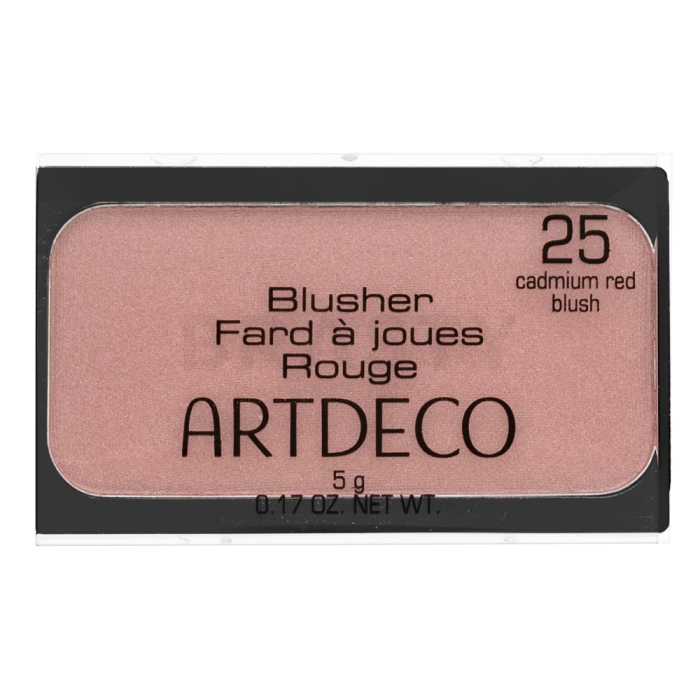 25
cadmium red
blush
Blusher
Fard à joues
Rouge
ARTDECO
5 g
0.17 OZ. NET WT.